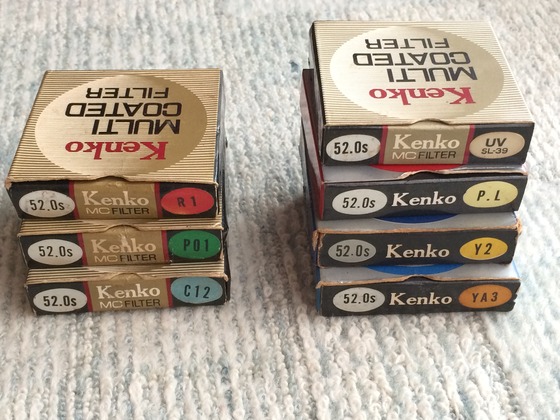 Kenko
MULTI
COATED
FILTER
52.0s Kenko MC FILTER R1
52.0s Kenko MC FILTER PO1
52.0s Kenko MC FILTER C12
Kenko
MULTI
COATED
FILTER
52.0s Kenko MC FILTER UV SL-39
52.0s Kenko P.L
52.0s Kenko Y2
52.0s Kenko YA3